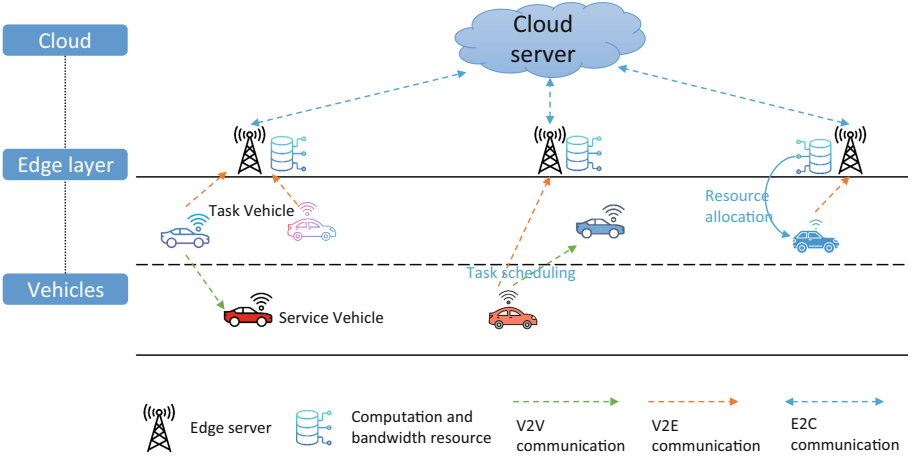 Cloud
Cloud
server
Edge layer
Resource
allocation
Task Vehicle
Task scheduling
Vehicles
Service Vehicle
Edge server
Computation and
bandwidth resource
V2V
communication
V2E
communication
E2C
communication